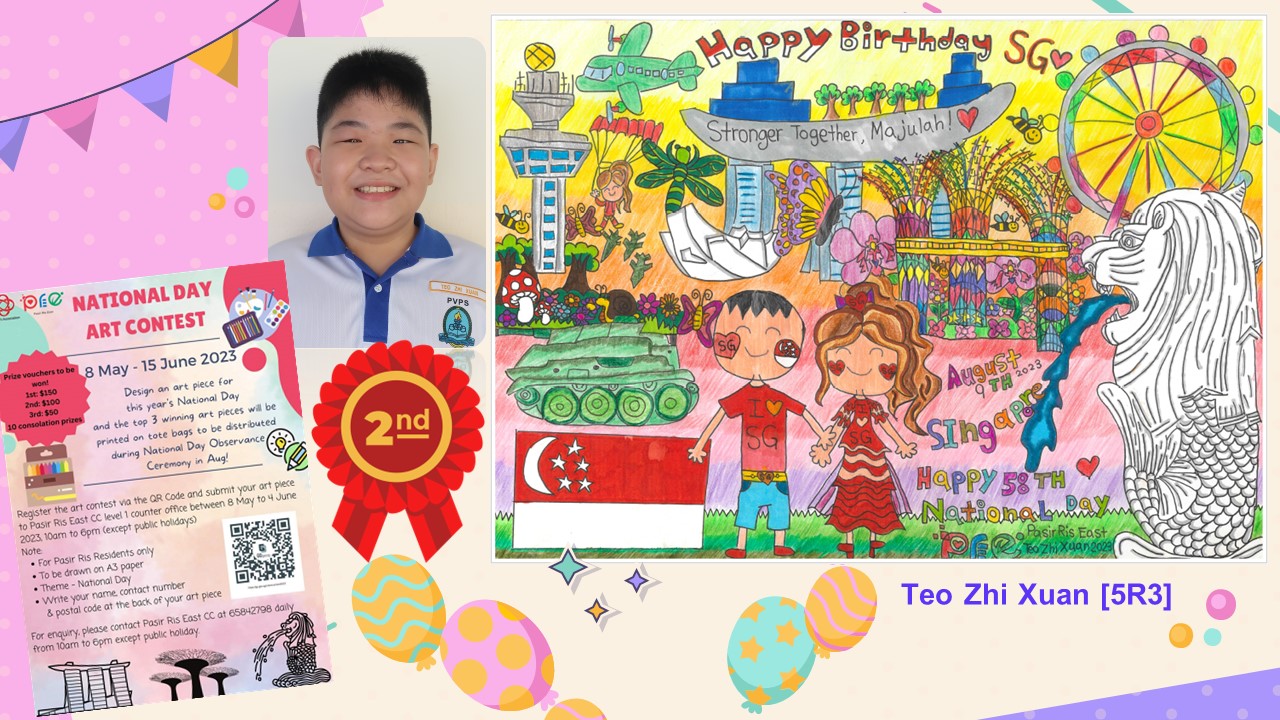 NATIONAL DAY
ART CONTEST
8 May - 15 June 2023
Prize vouchers to be
won!
1st: $150
2nd: $100
3rd: $50
10 consolation prizes
Design an art piece for
this year's National Day
and the top 3 winning art pieces will be
printed on tote bags to be distributed
during National Day Observance
Ceremony in Aug!
Register the art contest via the QR Code and submit your art piece
to Pasir Ris East CC level 1 counter office between 8 May to 4 June
2023, 10am to 6pm (except public holidays)
Note:
• For Pasir Ris Residents only
• To be drawn on A3 paper
• Theme - National Day
• Write your name, contact number
& postal code at the back of your art piece
For enquiry, please contact Pasir Ris East CC at 65842798 daily
from 10am to 6pm except public holiday.
TEO ZHI XUAN
PVPS
2nd
Happy Birthday SG
Stronger Together, Majulah!
SG
I
SG
I
SG
August
9TH 2023
SIngapre
Happy 58TH
National Day
Pasir Ris East
Teo Zhi Xuan 2023
Teo Zhi Xuan [5R3]